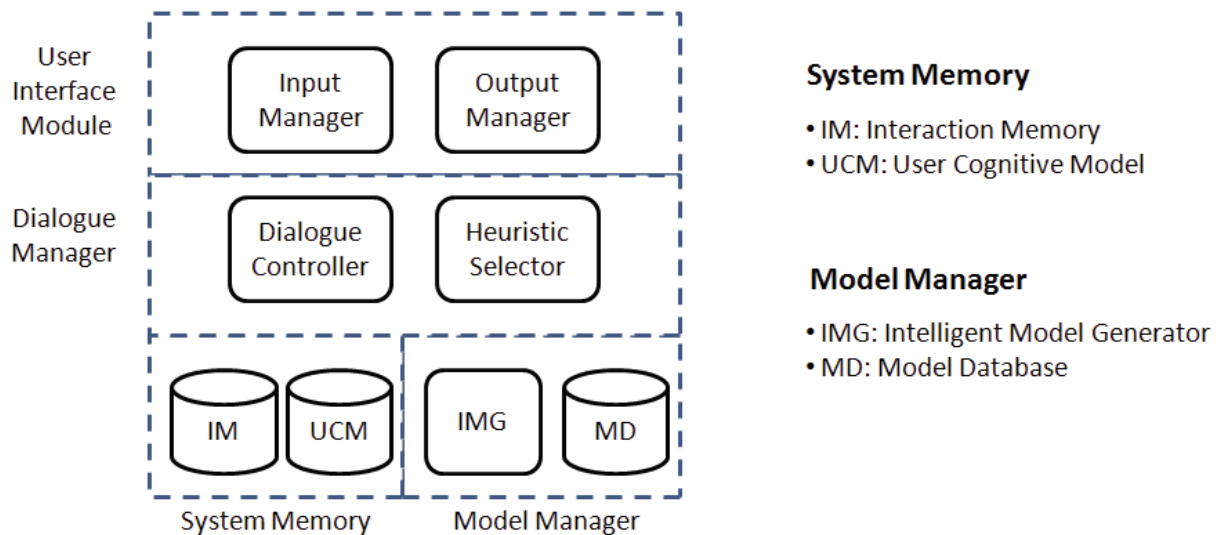 User
Interface
Module
Input
Manager
Output
Manager
Dialogue
Manager
Dialogue
Controller
Heuristic
Selector
IM
UCM
IMG
MD
System Memory
Model Manager
System Memory
• IM: Interaction Memory
• UCM: User Cognitive Model
Model Manager
• IMG: Intelligent Model Generator
• MD: Model Database